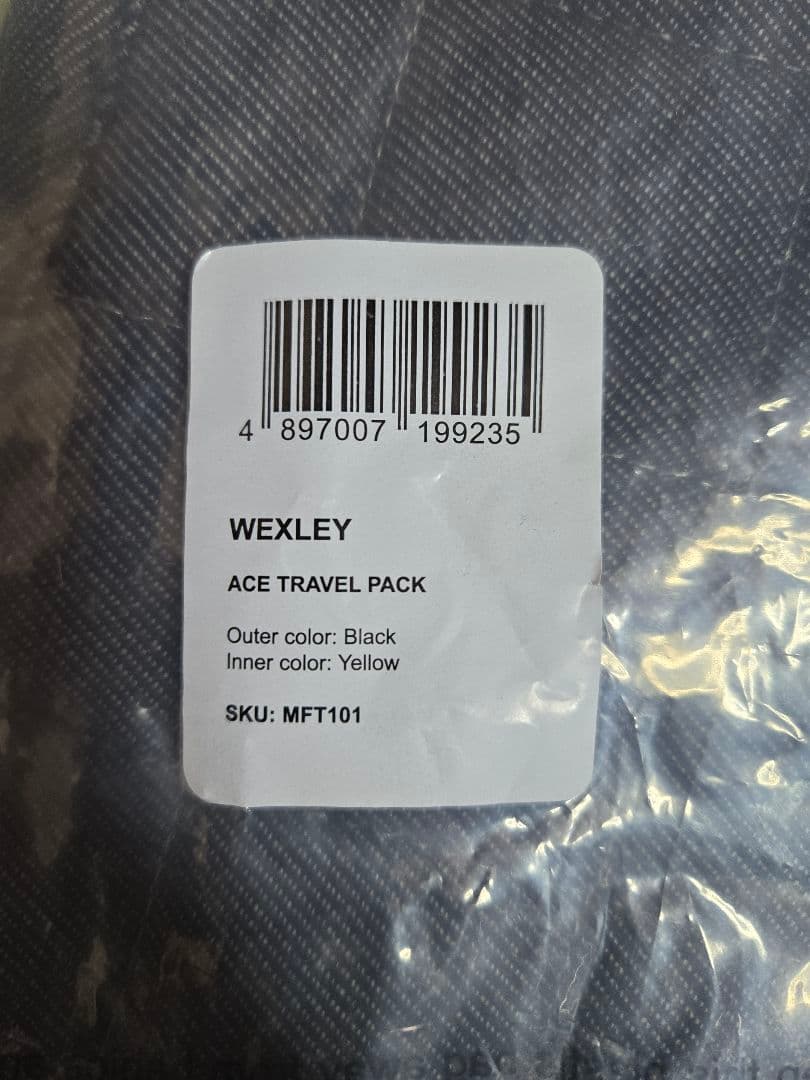 4 897007 199235
WEXLEY
ACE TRAVEL PACK
Outer color: Black
Inner color: Yellow
SKU: MFT101